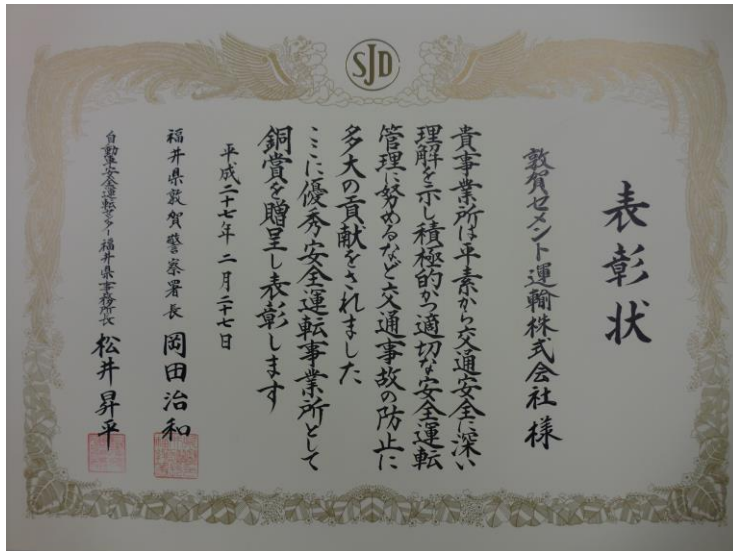 SJD
表彰状
敦賀セメント運輸株式会社様
貴事業所は平素から交通安全に深い
理解を示し積極的かつ適切な安全運転
管理に努めるなど交通事故の防止に
多大の貢献をされました
ここに優秀安全運転事業所として
銅賞を贈呈し表彰します
平成二十七年二月二十七日
福井県敦賀警察署長 岡田治和
自動車安全運転センター福井県事務所長 松井昇平